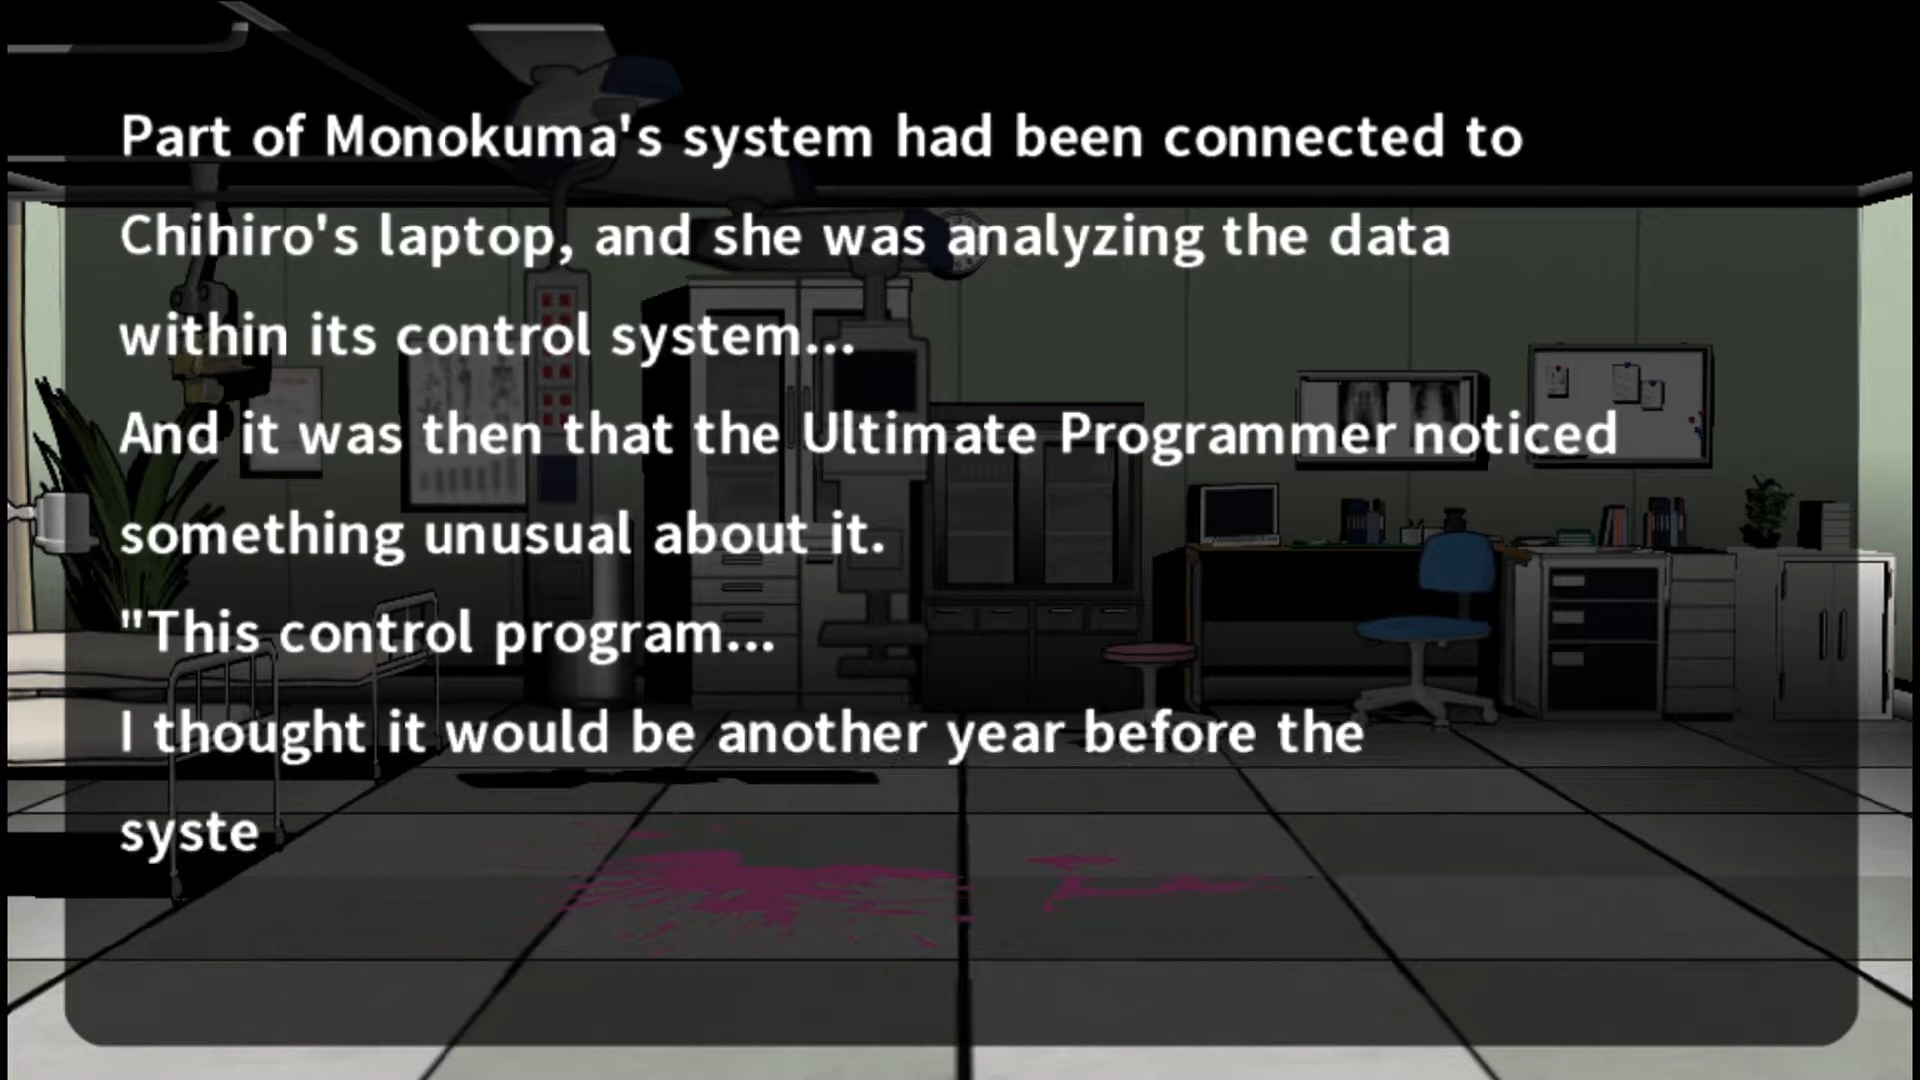 Part of Monokuma's system had been connected to
Chihiro's laptop, and she was analyzing the data
within its control system...
And it was then that the Ultimate Programmer noticed
something unusual about it.
"This control program...
I thought it would be another year before the
syste